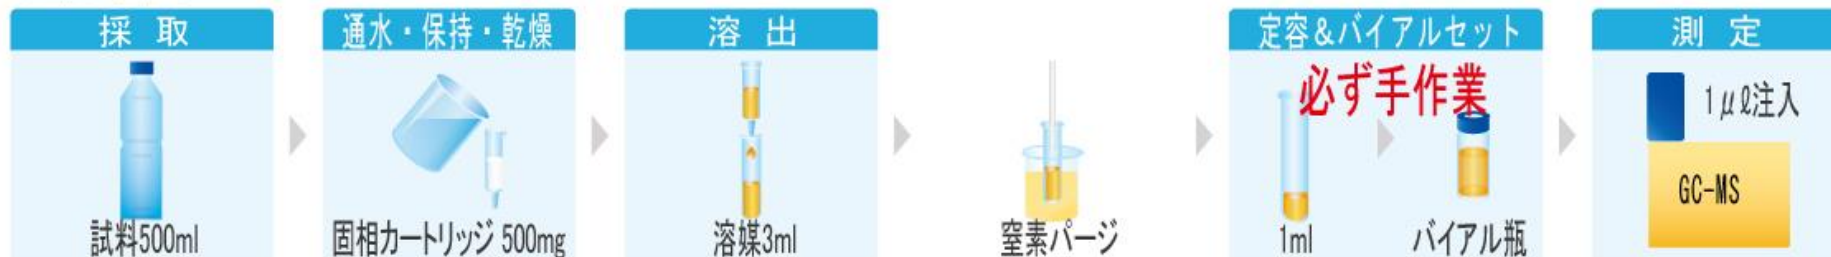 採取
試料500ml
通水・保持・乾燥
固相カートリッジ 500mg
溶出
溶媒3ml
窒素パージ
定容&バイアルセット
必ず手作業
1ml
バイアル瓶
測定
1μℓ注入
GC-MS